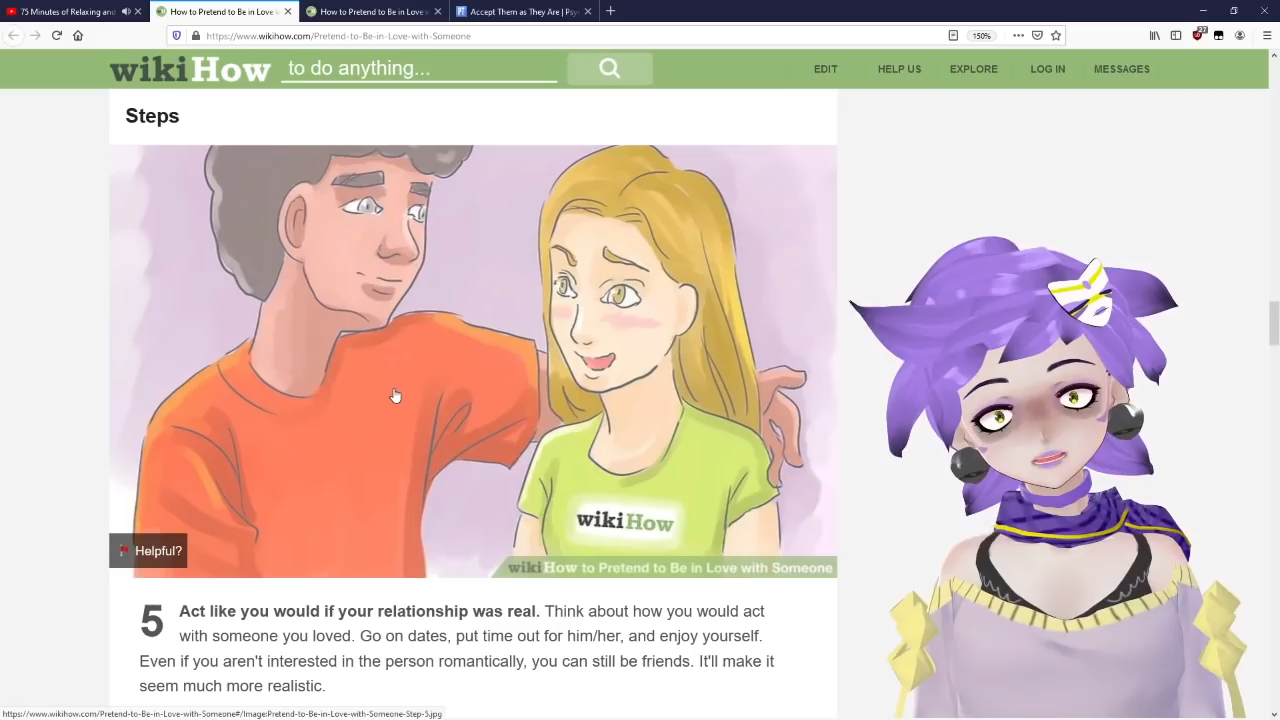 75 Minutes of Relaxing and
How to Pretend to Be in Love
How to Pretend to Be in Love
Accept Them as They Are | Psy
https://www.wikihow.com/Pretend-to-Be-in-Love-with-Someone
150%
27
wikiHow to do anything...
EDIT
HELP US
EXPLORE
LOG IN
MESSAGES
Steps
wikiHow
Helpful?
wikiHow to Pretend to Be in Love with Someone
5 Act like you would if your relationship was real. Think about how you would act
with someone you loved. Go on dates, put time out for him/her, and enjoy yourself.
Even if you aren't interested in the person romantically, you can still be friends. It'll make it
seem much more realistic.
https://www.wikihow.com/Pretend-to-Be-in-Love-with-Someone#/Image:Pretend-to-Be-in-Love-with-Someone-Step-5.jpg